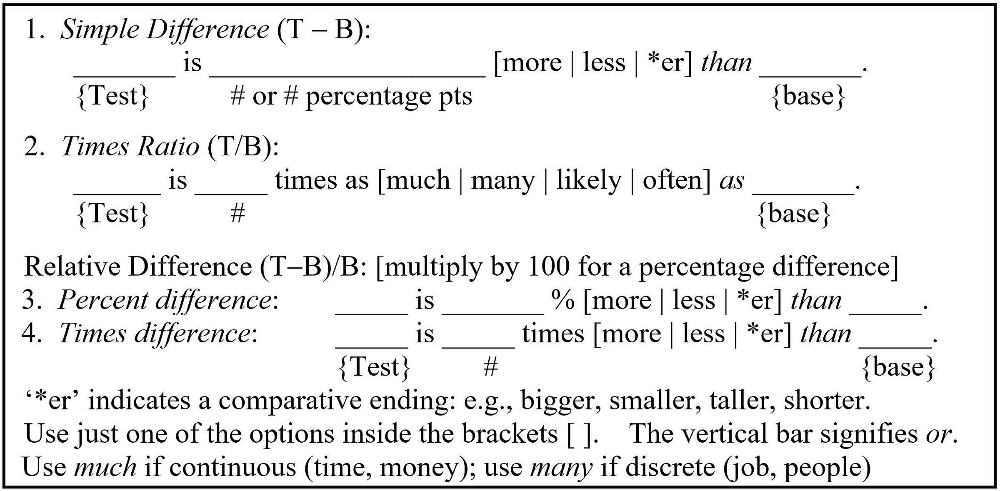 1. Simple Difference (T – B):
_______ is ___________________ [more | less | *er] than _______.
{Test} # or # percentage pts {base}
2. Times Ratio (T/B):
______ is _____ times as [much | many | likely | often] as _______.
{Test} # {base}
Relative Difference (T–B)/B: [multiply by 100 for a percentage difference]
3. Percent difference: _____ is _______ % [more | less | *er] than _____.
4. Times difference: _____ is _____ times [more | less | *er] than _____.
{Test} # {base}
‘*er’ indicates a comparative ending: e.g., bigger, smaller, taller, shorter.
Use just one of the options inside the brackets [ ]. The vertical bar signifies or.
Use much if continuous (time, money); use many if discrete (job, people)